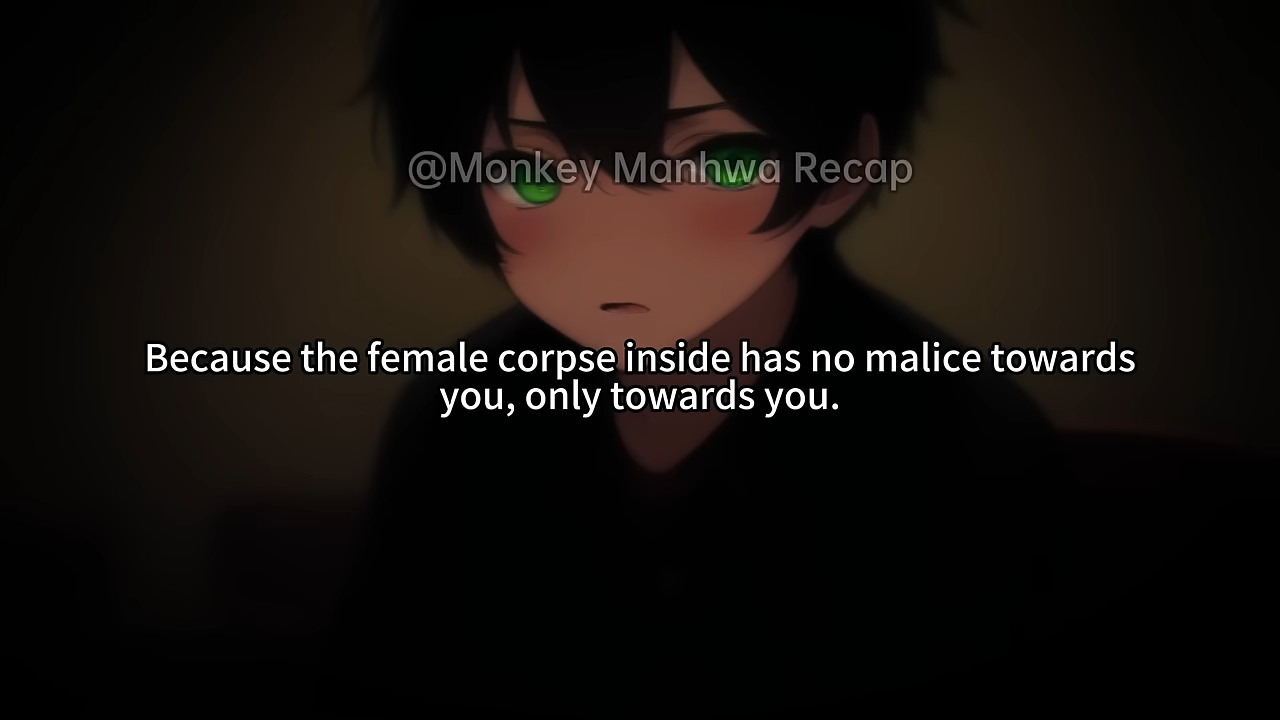 @Monkey Manhwa Recap
Because the female corpse inside has no malice towards
you, only towards you.